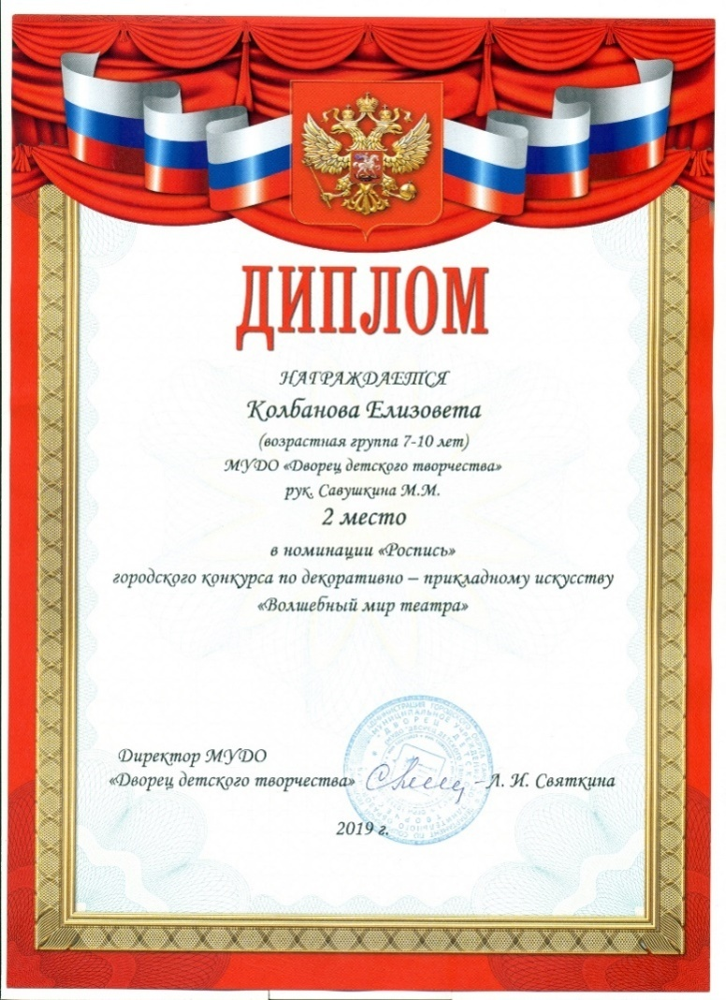 ДИПЛОМ
НАГРАЖДАЕТСЯ
Колбанова Елизовета
(возрастная группа 7-10 лет)
МУДО «Дворец детского творчества»
рук. Савушкина М.М.
2 место
в номинации «Роспись»
городского конкурса по декоративно – прикладному искусству
«Волшебный мир театра»
Директор МУДО
«Дворец детского творчества»
Л. И. Святкина
2019 г.